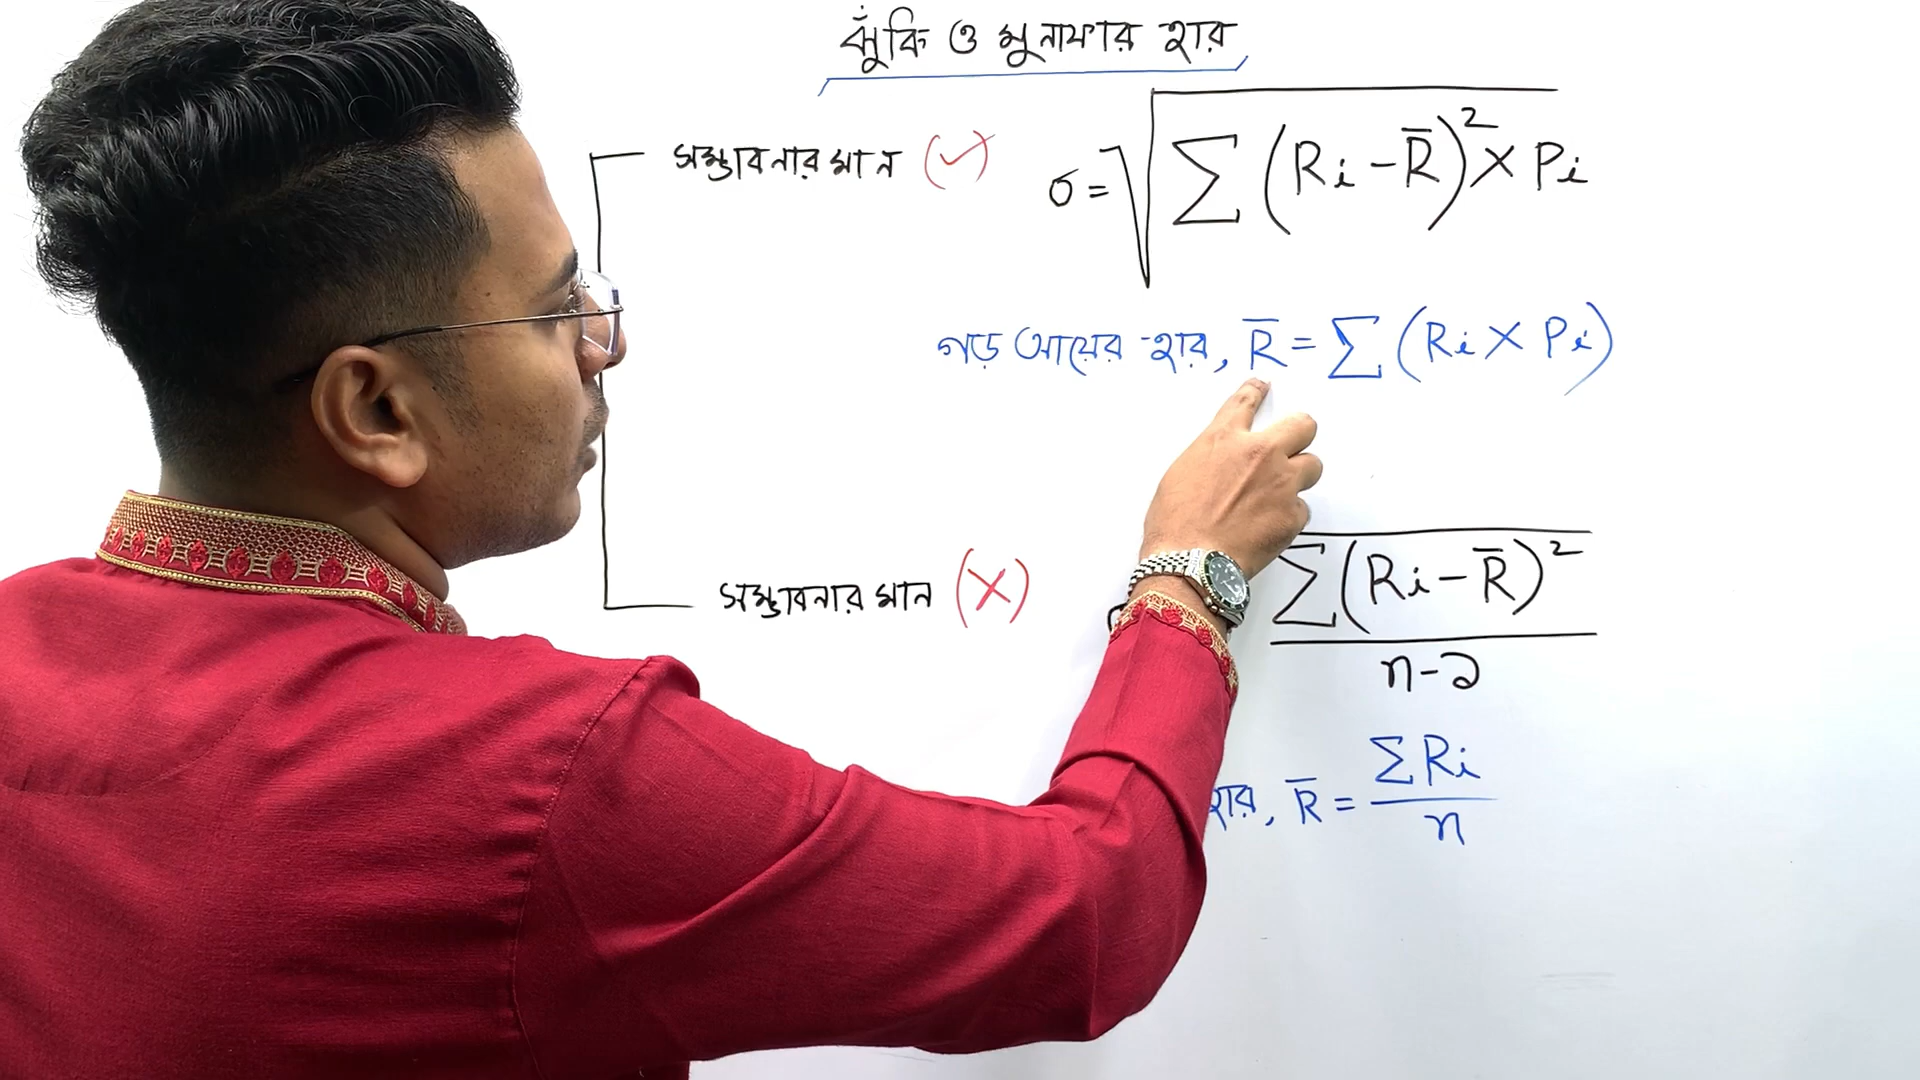 ঝুঁকি ও মুনাফার হার
সম্ভাবনার মান (✓) σ = √∑(Ri - R̅)² × Pi
গড় আয়ের হার, R̅ = ∑(Ri × Pi)
সম্ভাবনার মান (×) ∑(Ri - R̅)²
n-১
হার, R̅ = ∑Ri
n